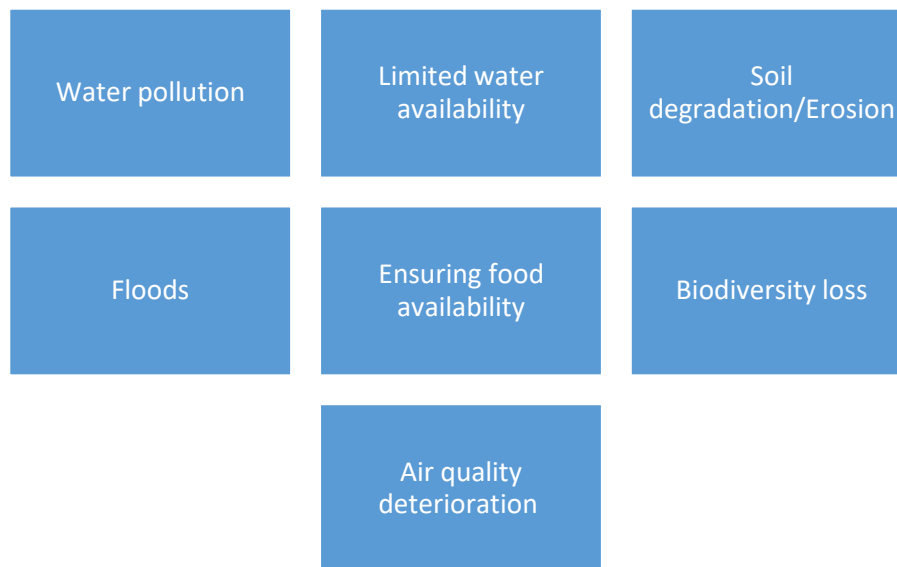 Water pollution
Limited water
availability
Soil
degradation/Erosion
Floods
Ensuring food
availability
Biodiversity loss
Air quality
deterioration